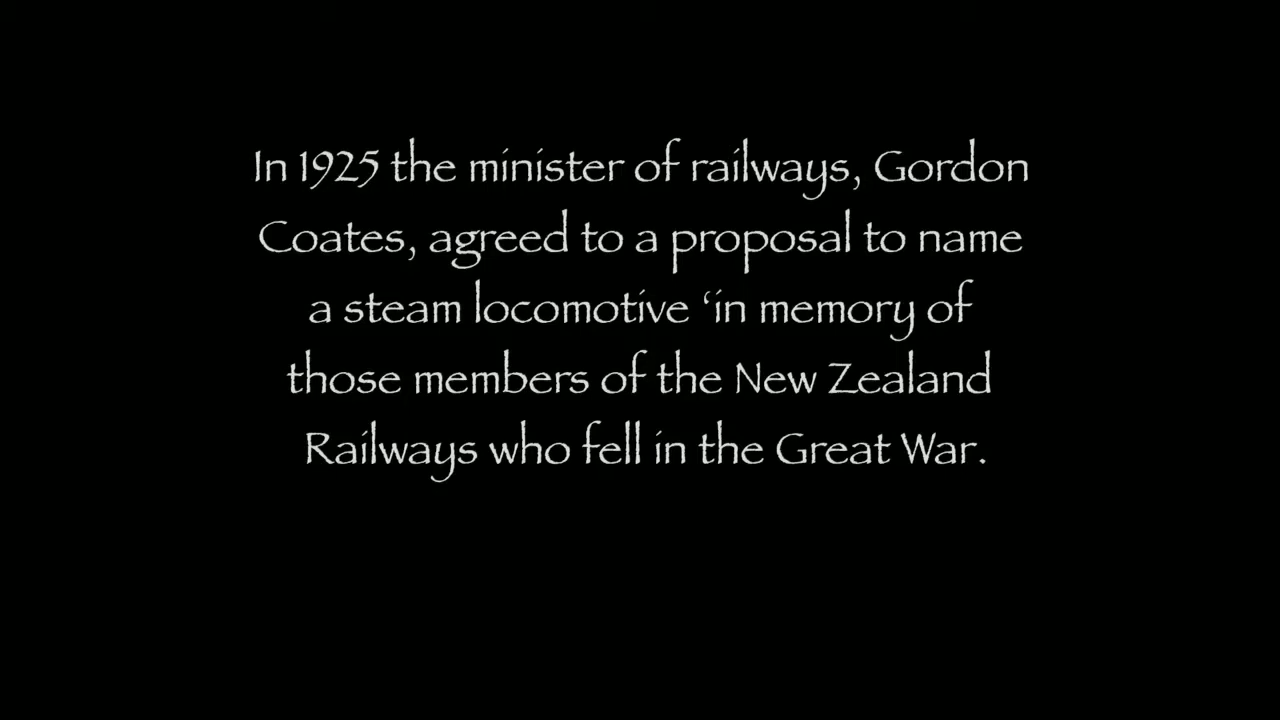 In 1925 the minister of railways, Gordon
Coates, agreed to a proposal to name
a steam locomotive ‘in memory of
those members of the New Zealand
Railways who fell in the Great War.